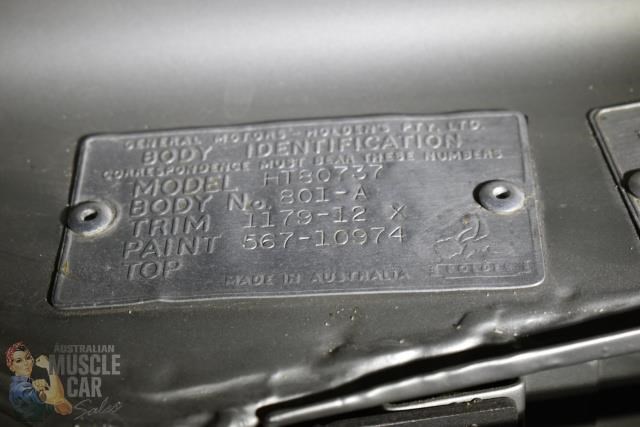 GENERAL MOTORS-HOLDEN'S PTY. LTD.
BODY IDENTIFICATION
CORRESPONDENCE MUST BEAR THESE NUMBERS
MODEL HT80737
BODY No. 801-A
TRIM 1179-12 X
PAINT 567-10974
TOP
HOLDEN
MADE IN AUSTRALIA
AUSTRALIAN
MUSCLE
CAR
Sales